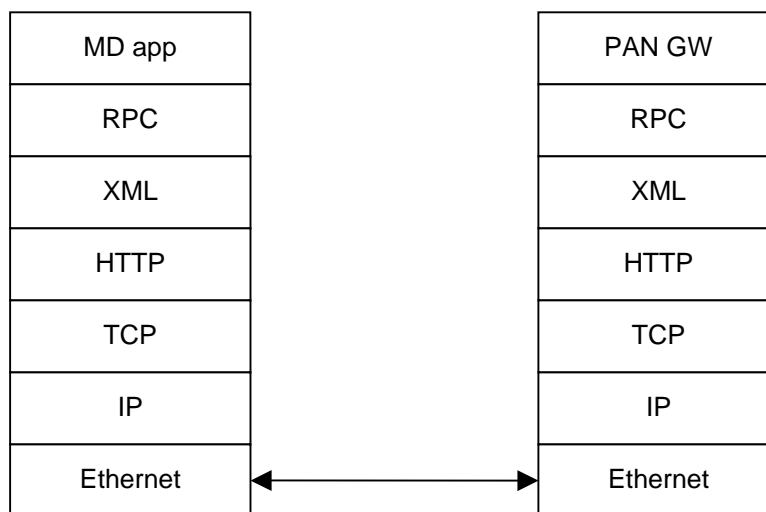 MD app
RPC
XML
HTTP
TCP
IP
Ethernet
PAN GW
RPC
XML
HTTP
TCP
IP
Ethernet